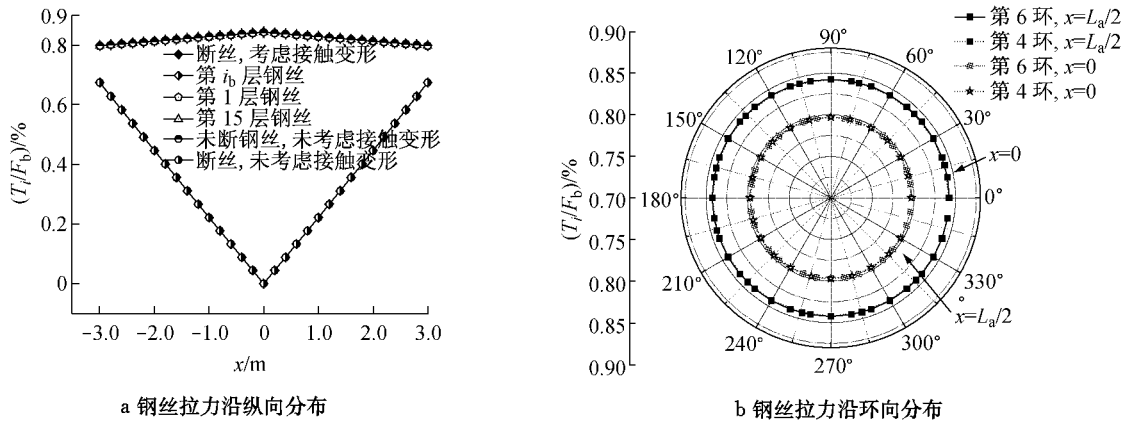 0.9
0.8
0.6
0.4
0.2
0
(Tᵢ/F_b)/%
断丝, 考虑接触变形
第 i_b 层钢丝
第 1 层钢丝
第 15 层钢丝
未断钢丝, 未考虑接触变形
断丝, 未考虑接触变形
-3.0 -2.0 -1.0 0 1.0 2.0 3.0
x/m
a 钢丝拉力沿纵向分布
第 6 环, x=L_a/2
第 4 环, x=L_a/2
第 6 环, x=0
第 4 环, x=0
0.90
0.85
0.80
0.75
0.70
0.75
0.80
0.85
0.90
(Tᵢ/F_b)/%
90°
120° 60°
150° 30°
x=0
180° 0°
210° 330°
°
x=L_a/2
240° 300°
270°
b 钢丝拉力沿环向分布